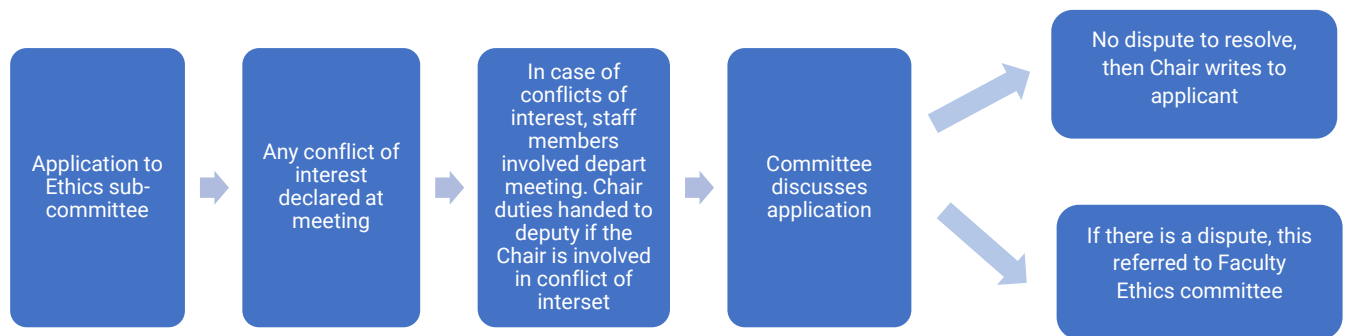 Application to
Ethics sub-
committee
Any conflict of
interest
declared at
meeting
In case of
conflicts of
interest, staff
members
involved depart
meeting. Chair
duties handed to
deputy if the
Chair is involved
in conflict of
interset
Committee
discusses
application
No dispute to resolve,
then Chair writes to
applicant
If there is a dispute, this
referred to Faculty
Ethics committee